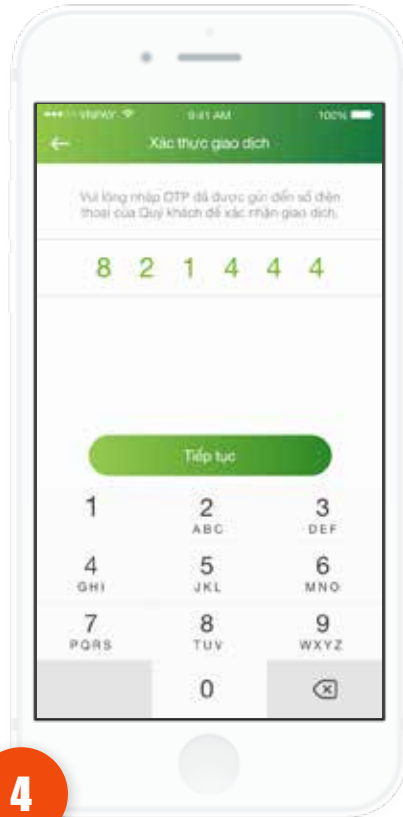 9:41 AM 100%
Xác thực giao dịch
Vui lòng nhập OTP đã được gửi đến số điện
thoại của Quý khách để xác nhận giao dịch.
8 2 1 4 4 4
Tiếp tục
1 2 3
ABC DEF
4 5 6
GHI JKL MNO
7 8 9
PQRS TUV WXYZ
0
4